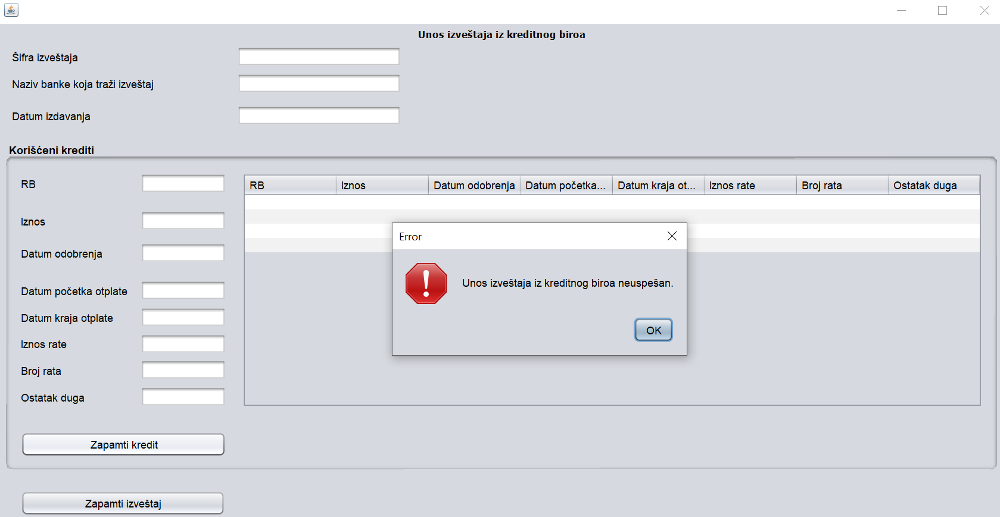 Unos izveštaja iz kreditnog biroa
Šifra izveštaja
Naziv banke koja traži izveštaj
Datum izdavanja
Korišćeni krediti
RB
Iznos
Datum odobrenja
Datum početka otplate
Datum kraja otplate
Iznos rate
Broj rata
Ostatak duga
Zapamti kredit
RB Iznos Datum odobrenja Datum početka... Datum kraja ot... Iznos rate Broj rata Ostatak duga
Error
Unos izveštaja iz kreditnog biroa neuspešan.
OK
Zapamti izveštaj